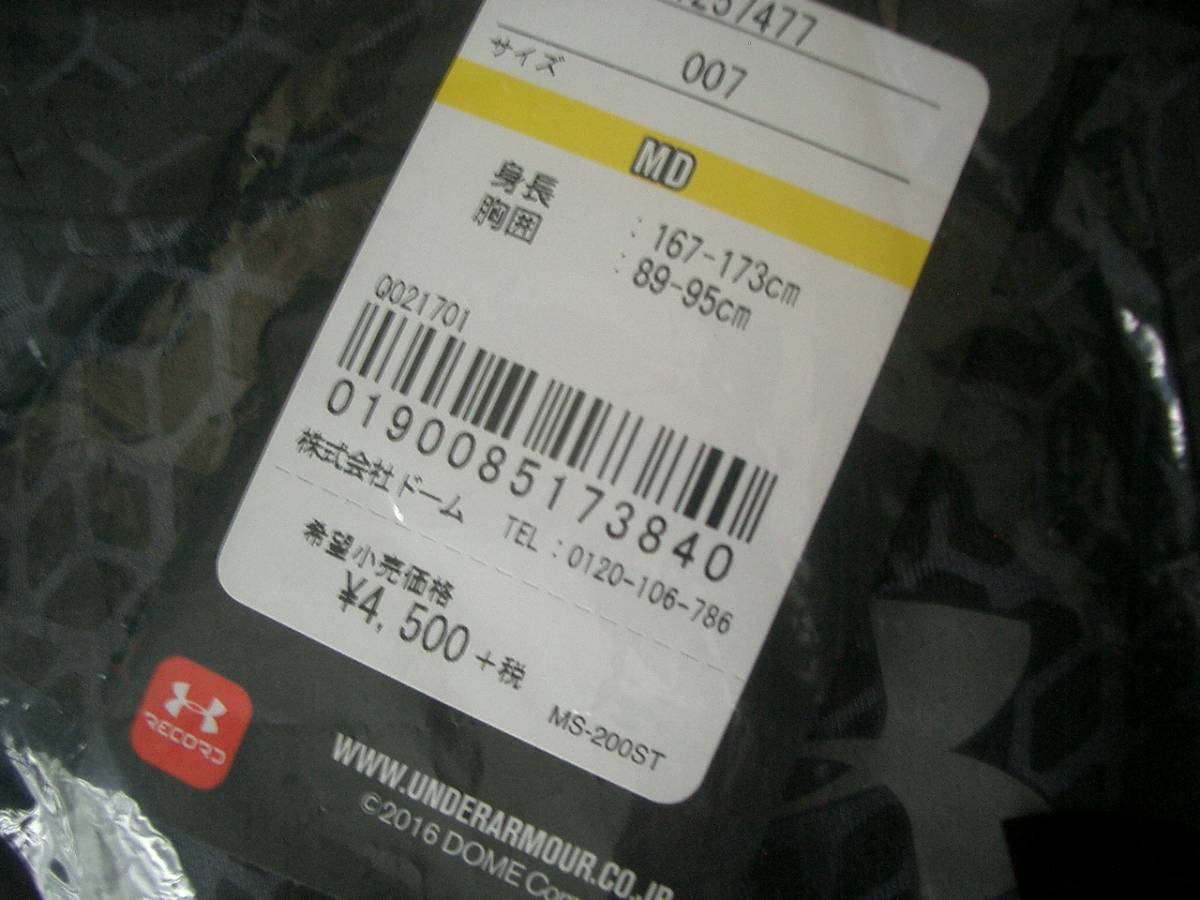 257477
007
サイズ
MD
身長 : 167-173cm
胸囲 : 89-95cm
Q021701
0190085173840
株式会社ドーム TEL:0120-106-786
希望小売価格
¥4,500+税
MS-200ST
RECORD
WWW.UNDERARMOUR.CO.JP
©2016 DOME